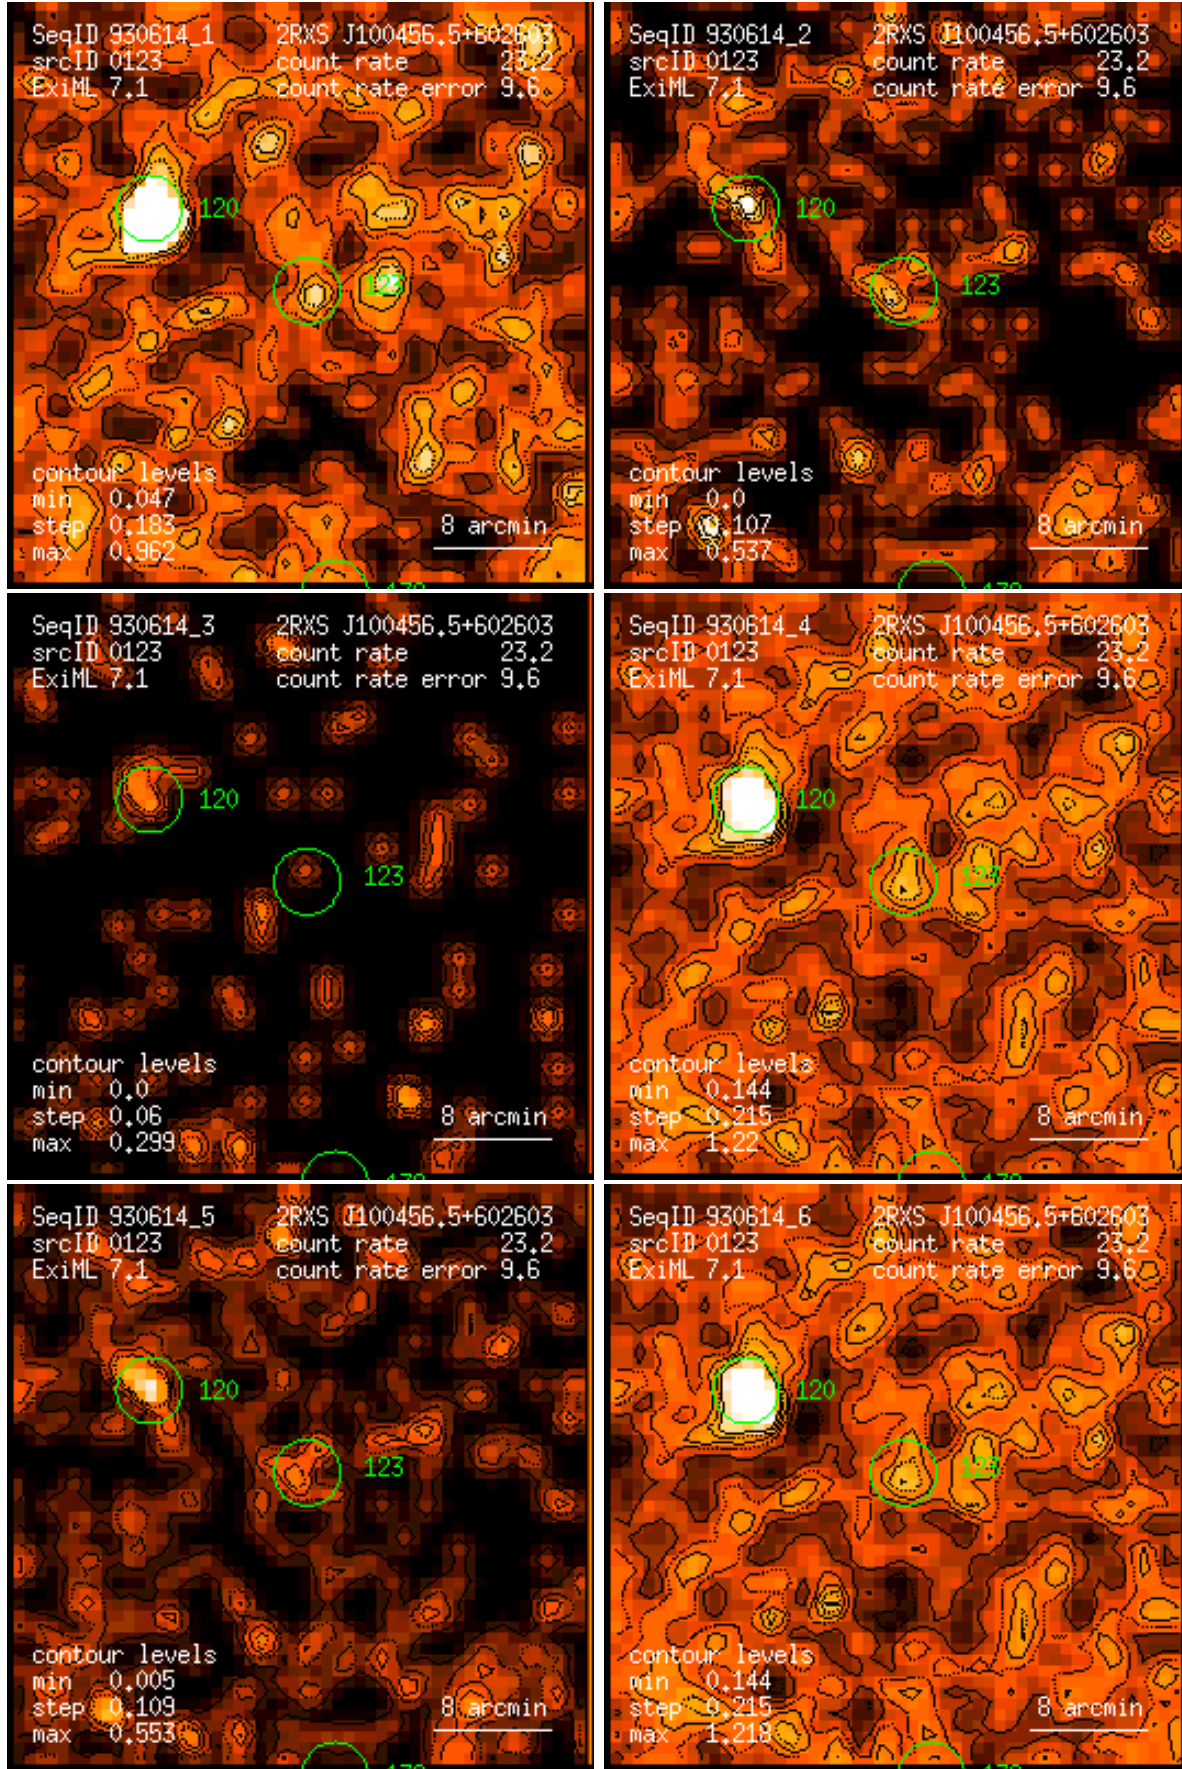 SeqID 930614_1 2RXS J100456.5+602603
srcID 0123 count rate 23.2
ExiML 7.1 count rate error 9.6
120
123
contour levels
min 0.047
step 0.183
max 0.962
8 arcmin
SeqID 930614_2 2RXS J100456.5+602603
srcID 0123 count rate 23.2
ExiML 7.1 count rate error 9.6
120
123
contour levels
min 0.0
step 0.107
max 0.537
8 arcmin
SeqID 930614_3 2RXS J100456.5+602603
srcID 0123 count rate 23.2
ExiML 7.1 count rate error 9.6
120
123
contour levels
min 0.0
step 0.06
max 0.299
8 arcmin
SeqID 930614_4 2RXS J100456.5+602603
srcID 0123 count rate 23.2
ExiML 7.1 count rate error 9.6
120
123
contour levels
min 0.144
step 0.215
max 1.22
8 arcmin
SeqID 930614_5 2RXS J100456.5+602603
srcID 0123 count rate 23.2
ExiML 7.1 count rate error 9.6
120
123
contour levels
min 0.005
step 0.109
max 0.553
8 arcmin
SeqID 930614_6 2RXS J100456.5+602603
srcID 0123 count rate 23.2
ExiML 7.1 count rate error 9.6
120
123
contour levels
min 0.144
step 0.215
max 1.218
8 arcmin